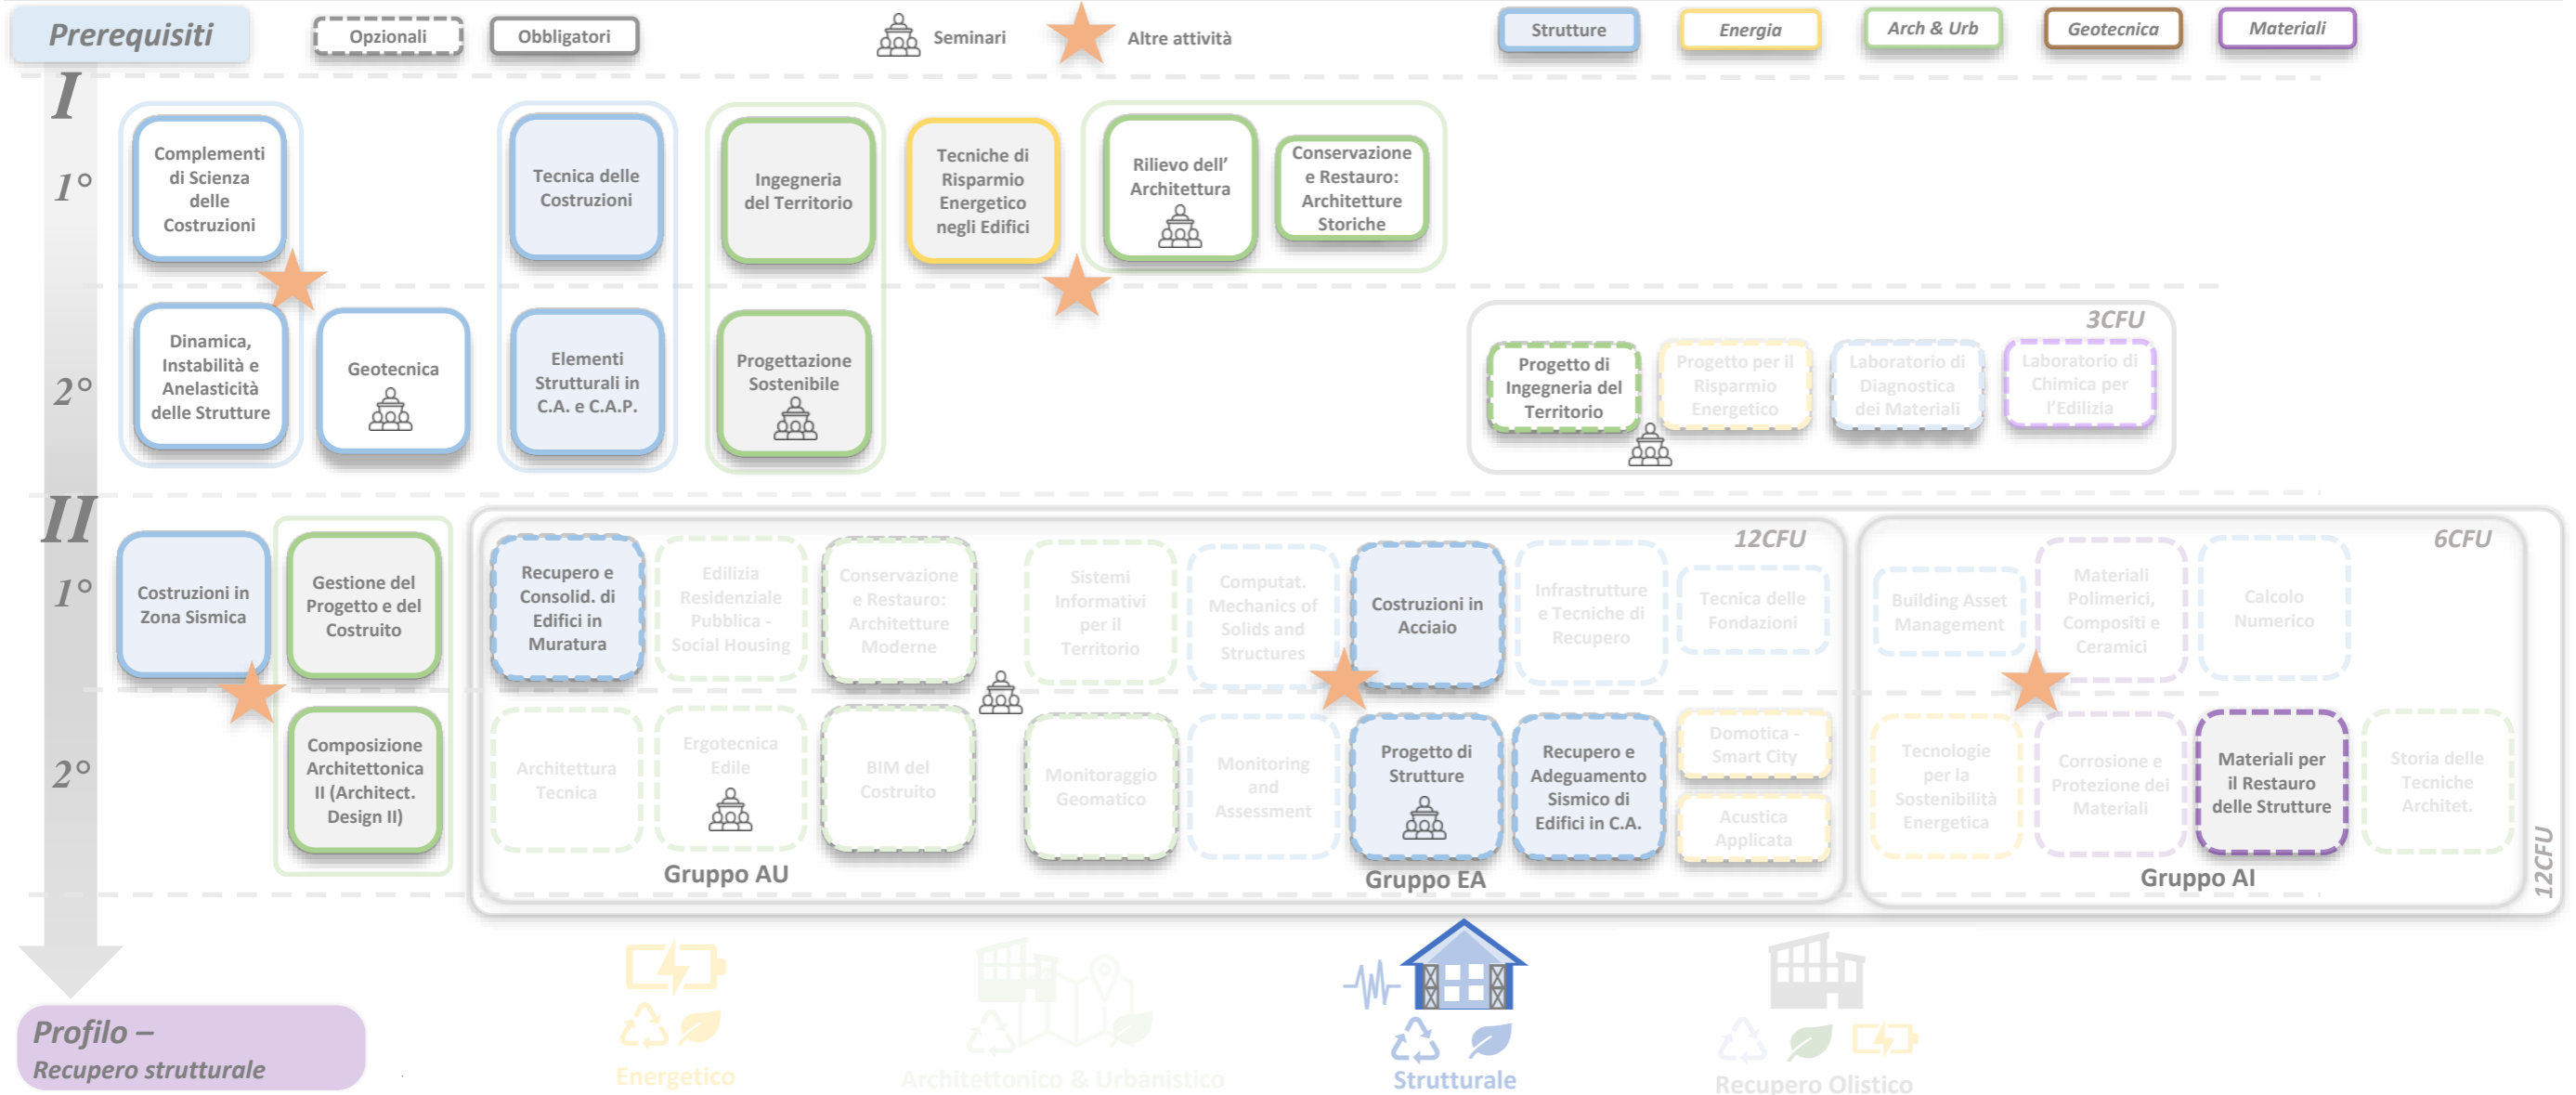 Prerequisiti
Opzionali
Obbligatori
Seminari
Altre attività
Strutture
Energia
Arch & Urb
Geotecnica
Materiali
I
1°
Complementi
di Scienza
delle
Costruzioni
Tecnica delle
Costruzioni
Ingegneria
del Territorio
Tecniche di
Risparmio
Energetico
negli Edifici
Rilievo dell'
Architettura
Conservazione
e Restauro:
Architetture
Storiche
2°
Dinamica,
Instabilità e
Anelasticità
delle Strutture
Geotecnica
Elementi
Strutturali in
C.A. e C.A.P.
Progettazione
Sostenibile
3CFU
Progetto di
Ingegneria del
Territorio
Progetto per il
Risparmio
Energetico
Laboratorio di
Diagnostica
dei Materiali
Laboratorio di
Chimica per
l'Edilizia
II
1°
Costruzioni in
Zona Sismica
Gestione del
Progetto e del
Costruito
12CFU
Recupero e
Consolid. di
Edifici in
Muratura
Edilizia
Residenziale
Pubblica -
Social Housing
Conservazione
e Restauro:
Architetture
Moderne
Sistemi
Informativi
per il
Territorio
Computat.
Mechanics of
Solids and
Structures
Costruzioni in
Acciaio
Infrastrutture
e Tecniche di
Recupero
Tecnica delle
Fondazioni
6CFU
Building Asset
Management
Materiali
Polimerici,
Compositi e
Ceramici
Calcolo
Numerico
2°
Composizione
Architettonica
II (Architect.
Design II)
Architettura
Tecnica
Ergotecnica
Edile
BIM del
Costruito
Monitoraggio
Geomatico
Monitoring
and
Assessment
Progetto di
Strutture
Recupero e
Adeguamento
Sismico di
Edifici in C.A.
Domotica -
Smart City
Acustica
Applicata
Tecnologie
per la
Sostenibilità
Energetica
Corrosione e
Protezione dei
Materiali
Materiali per
il Restauro
delle Strutture
Storia delle
Tecniche
Architet.
12CFU
Gruppo AU
Gruppo EA
Gruppo AI
Profilo –
Recupero strutturale
Energetico
Architettonico & Urbanistico
Strutturale
Recupero Olistico